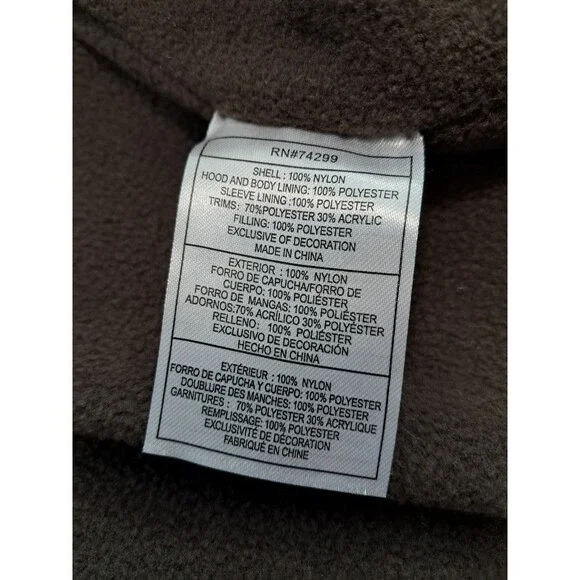 RN#74299
SHELL : 100% NYLON
HOOD AND BODY LINING: 100% POLYESTER
SLEEVE LINING :100% POLYESTER
TRIMS: 70%POLYESTER 30% ACRYLIC
FILLING: 100% POLYESTER
EXCLUSIVE OF DECORATION
MADE IN CHINA
EXTERIOR : 100% NYLON
FORRO DE CAPUCHA/FORRO DE
CUERPO: 100% POLIÉSTER
FORRO DE MANGAS: 100% POLIÉSTER
ADORNOS:70% ACRÍLICO 30% POLIÉSTER
RELLENO: 100% POLIÉSTER
EXCLUSIVO DE DECORACIÓN
HECHO EN CHINA
EXTÉRIEUR : 100% NYLON
FORRO DE CAPUCHA Y CUERPO: 100% POLYESTER
DOUBLURE DES MANCHES: 100% POLYESTER
GARNITURES : 70% POLYESTER 30% ACRYLIQUE
REMPLISSAGE: 100% POLYESTER
EXCLUSIVITÉ DE DÉCORATION
FABRIQUÉ EN CHINE